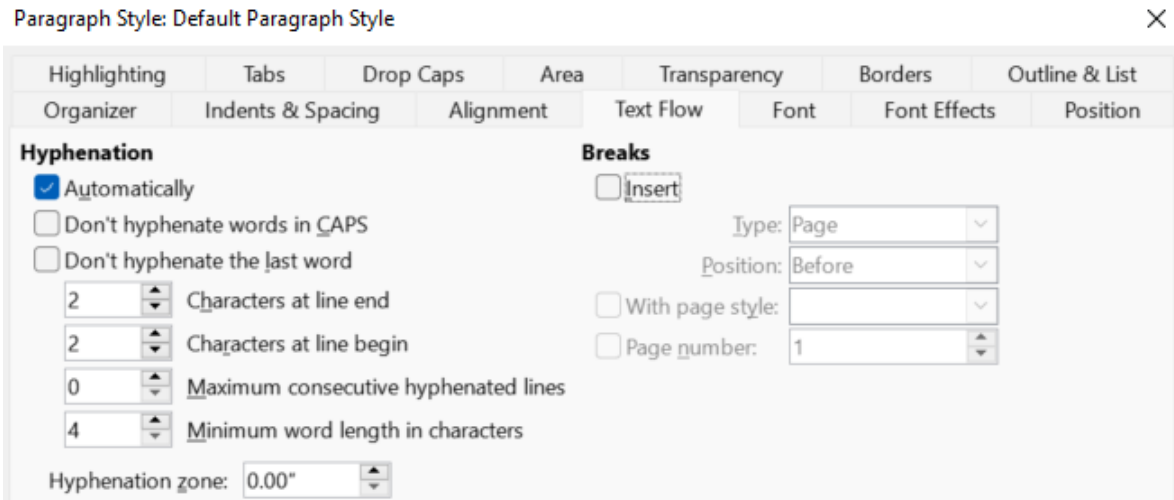 Paragraph Style: Default Paragraph Style
Highlighting Tabs Drop Caps Area Transparency Borders Outline & List
Organizer Indents & Spacing Alignment Text Flow Font Font Effects Position
Hyphenation
Automatically
Don't hyphenate words in CAPS
Don't hyphenate the last word
2 Characters at line end
2 Characters at line begin
0 Maximum consecutive hyphenated lines
4 Minimum word length in characters
Hyphenation zone: 0.00"
Breaks
Insert
Type: Page
Position: Before
With page style:
Page number: 1